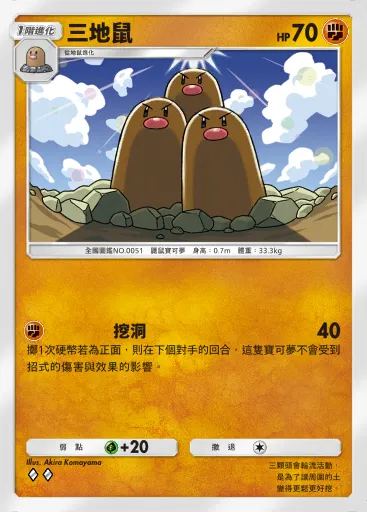 1階進化 三地鼠 HP 70
從地鼠進化
全國圖鑑NO.0051 鼴鼠寶可夢 身高：0.7m 體重：33.3kg
挖洞 40
擲1次硬幣若為正面，則在下個對手的回合，這隻寶可夢不會受到
招式的傷害與效果的影響。
弱點 +20 撤退
Illus. Akira Komayama
三顆頭會輪流活動，
是為了讓周圍的土
變得更鬆更好挖。